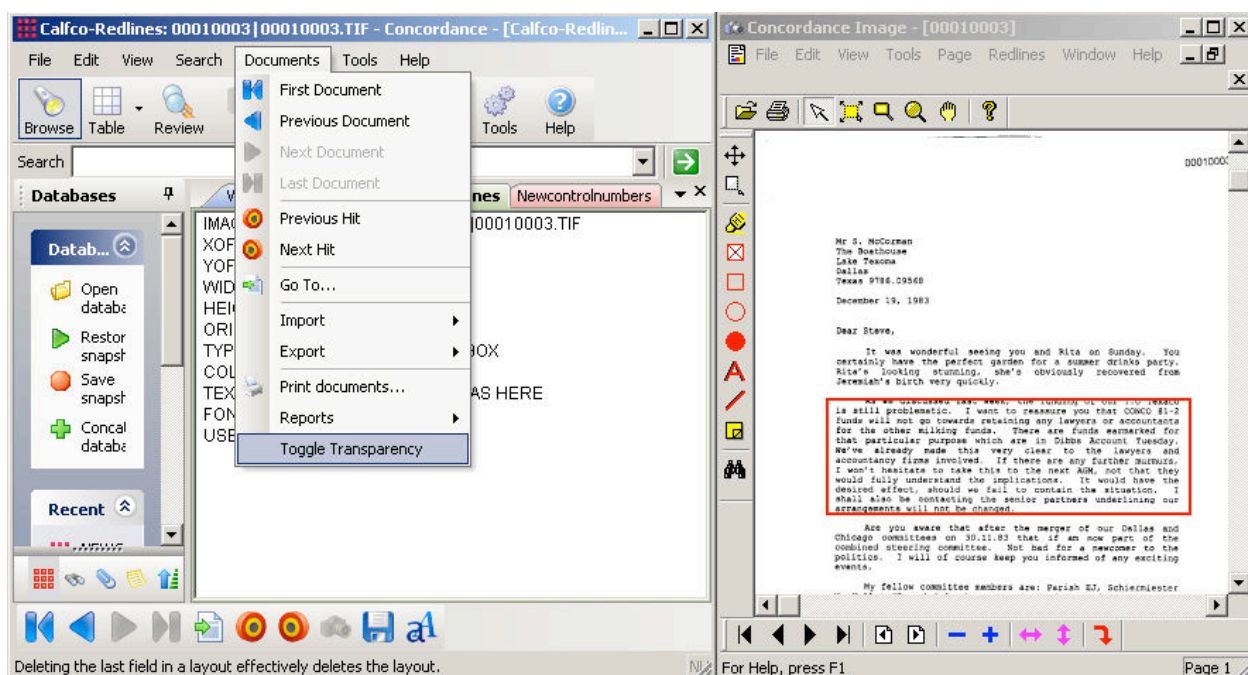 Calfco-Redlines: 00010003|00010003.TIF - Concordance - [Calfco-Redlin...
File Edit View Search Documents Tools Help
Browse Table Review Tools Help
Search
Databases
nes Newcontrolnumbers
Datab...
Open
databa
Restor
snapsh
Save
snapsh
Concal
databa
Recent
First Document
Previous Document
Next Document
Last Document
Previous Hit
Next Hit
Go To...
Import
Export
Print documents...
Reports
Toggle Transparency
IMA
|00010003.TIF
XOF
YOF
WID
HEI
ORI
TYP
BOX
COL
TEX
AS HERE
FON
USE
Deleting the last field in a layout effectively deletes the layout.
Concordance Image - [00010003]
File Edit View Tools Page Redlines Window Help
Mr S. McCorman
The Boathouse
Lake Texoma
Dallas
Texas 9786.09568
December 19, 1983
Dear Steve,
It was wonderful seeing you and Rita on Sunday. You
certainly have the perfect garden for a summer drinks party.
Rita's looking stunning, she's obviously recovered from
Jeremiah's birth very quickly.
As we discussed last week, the funding of our
is still problematic. I want to reassure you that CONCO #1-2
funds will not go towards retaining any lawyers or accountants
for the other milking funds. There are funds earmarked for
that particular purpose which are in Dibbs Account Tuesday.
We've already made this very clear to the lawyers and
accountancy firms involved. If there are any further murmurs,
I won't hesitate to take this to the next AGM, not that they
would fully understand the implications. It would have the
desired effect, should we fail to contain the situation. I
shall also be contacting the senior partners underlining our
arrangements will not be changed.
Are you aware that after the merger of our Dallas and
Chicago committees on 30.11.83 that if am now part of the
combined steering committee. Not bad for a newcomer to the
politics. I will of course keep you informed of any exciting
events.
My fellow committee members are: Parish EJ, Schiermiester
For Help, press F1
Page 1